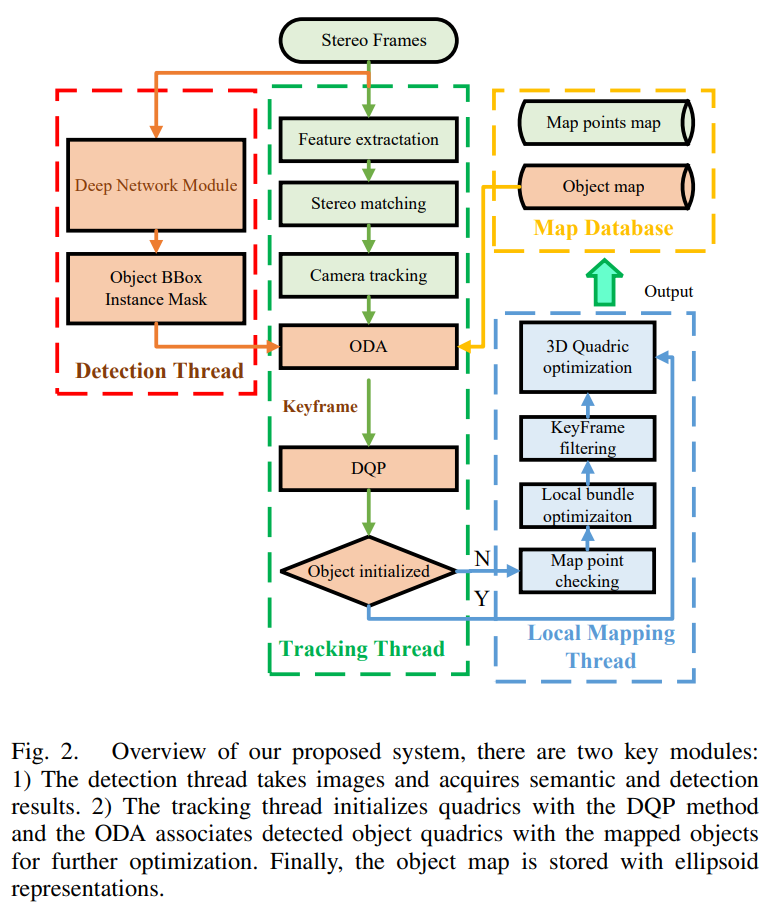 Stereo Frames
Feature extractation
Stereo matching
Camera tracking
ODA
Keyframe
DQP
Object initialized
Tracking Thread
Deep Network Module
Object BBox
Instance Mask
Detection Thread
Map points map
Object map
Map Database
Output
3D Quadric
optimization
KeyFrame
filtering
Local bundle
optimizaiton
Map point
checking
N
Y
Local Mapping
Thread
Fig. 2. Overview of our proposed system, there are two key modules:
1) The detection thread takes images and acquires semantic and detection
results. 2) The tracking thread initializes quadrics with the DQP method
and the ODA associates detected object quadrics with the mapped objects
for further optimization. Finally, the object map is stored with ellipsoid
representations.